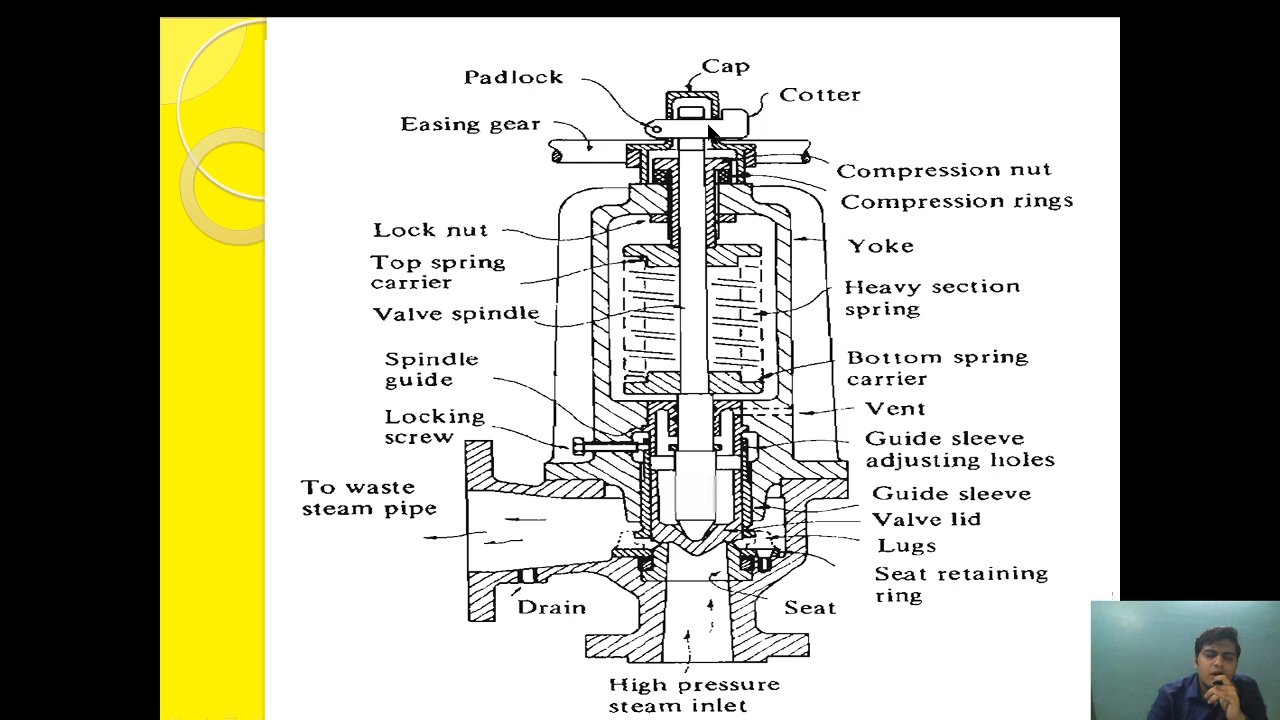 Cap
Padlock
Cotter
Easing gear
Compression nut
Compression rings
Lock nut
Yoke
Top spring
carrier
Heavy section
spring
Valve spindle
Spindle
guide
Bottom spring
carrier
Vent
Locking
screw
Guide sleeve
adjusting holes
To waste
steam pipe
Guide sleeve
Valve lid
Lugs
Seat retaining
ring
Drain
Seat
High pressure
steam inlet